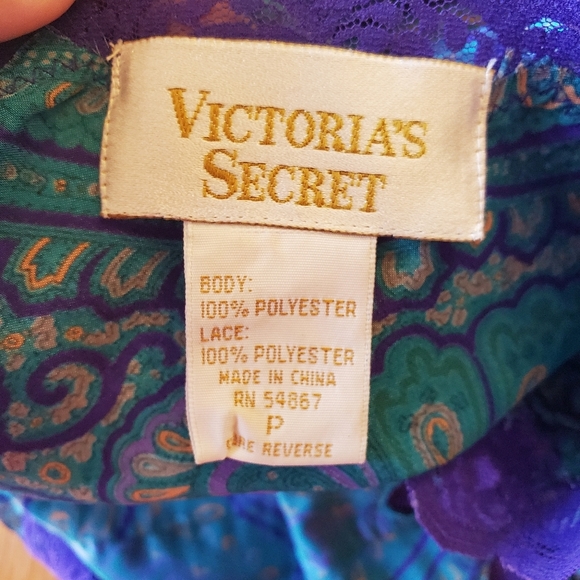 VICTORIA'S
SECRET
BODY:
100% POLYESTER
LACE:
100% POLYESTER
MADE IN CHINA
RN 54867
P
REVERSE